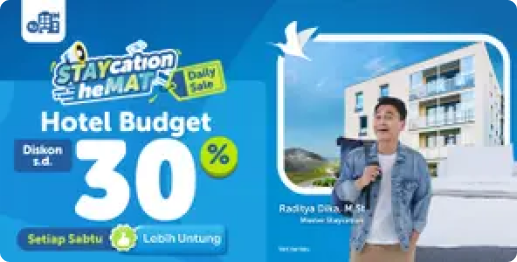 STAYcation
heMAT
Daily
Sale
Hotel Budget
Diskon
s.d.
30%
Setiap Sabtu
Lebih Untung
Raditya Dika, M.St
Master Staycation